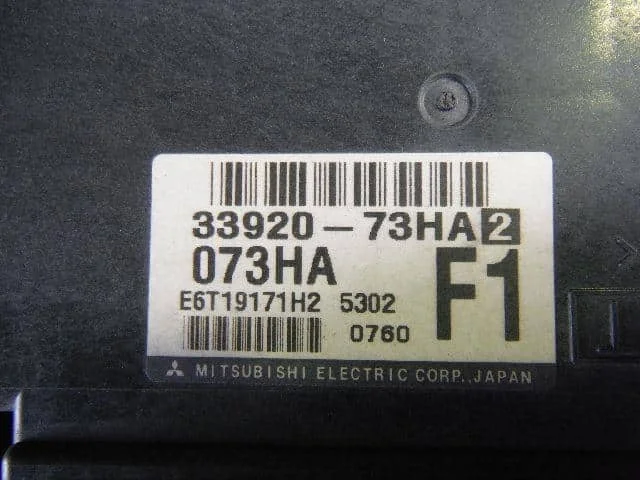 33920-73HA2
073HA
F1
E6T19171H2 5302
0760
MITSUBISHI ELECTRIC CORP., JAPAN